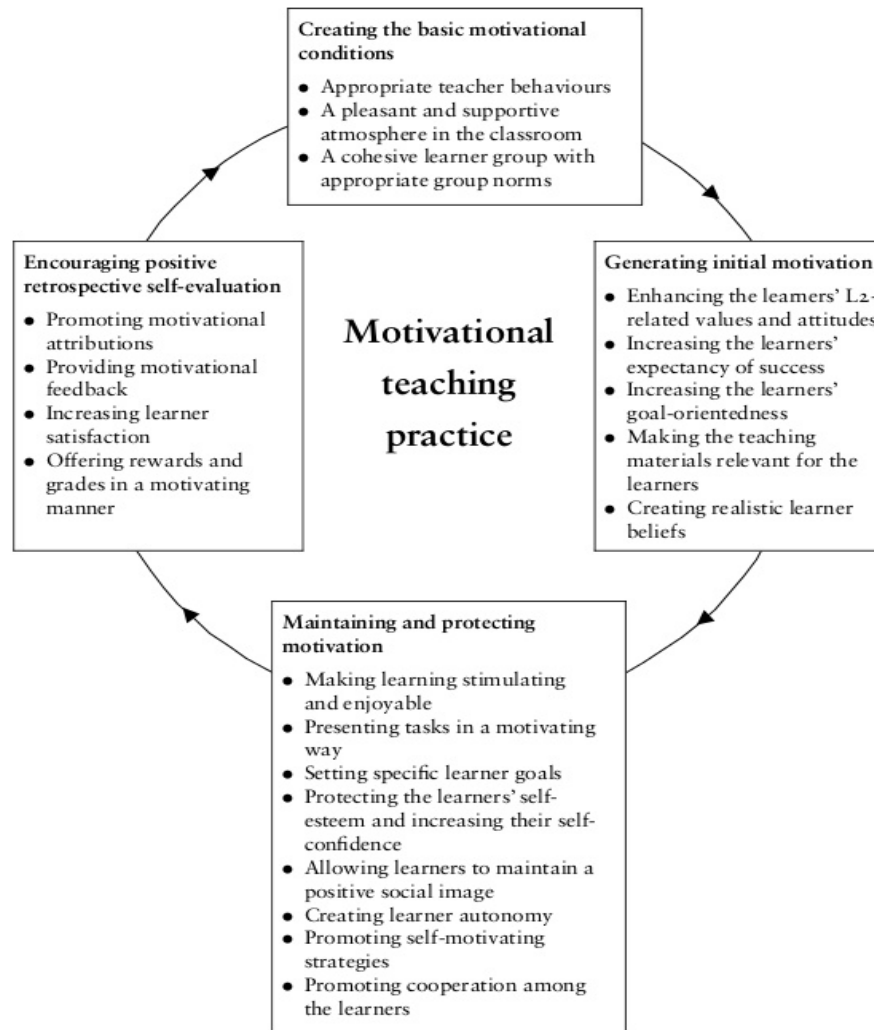 Creating the basic motivational
conditions
● Appropriate teacher behaviours
● A pleasant and supportive
atmosphere in the classroom
● A cohesive learner group with
appropriate group norms
Generating initial motivation
● Enhancing the learners' L2-
related values and attitudes
● Increasing the learners'
expectancy of success
● Increasing the learners'
goal-orientedness
● Making the teaching
materials relevant for the
learners
● Creating realistic learner
beliefs
Maintaining and protecting
motivation
● Making learning stimulating
and enjoyable
● Presenting tasks in a motivating
way
● Setting specific learner goals
● Protecting the learners' self-
esteem and increasing their self-
confidence
● Allowing learners to maintain a
positive social image
● Creating learner autonomy
● Promoting self-motivating
strategies
● Promoting cooperation among
the learners
Encouraging positive
retrospective self-evaluation
● Promoting motivational
attributions
● Providing motivational
feedback
● Increasing learner
satisfaction
● Offering rewards and
grades in a motivating
manner
Motivational
teaching
practice